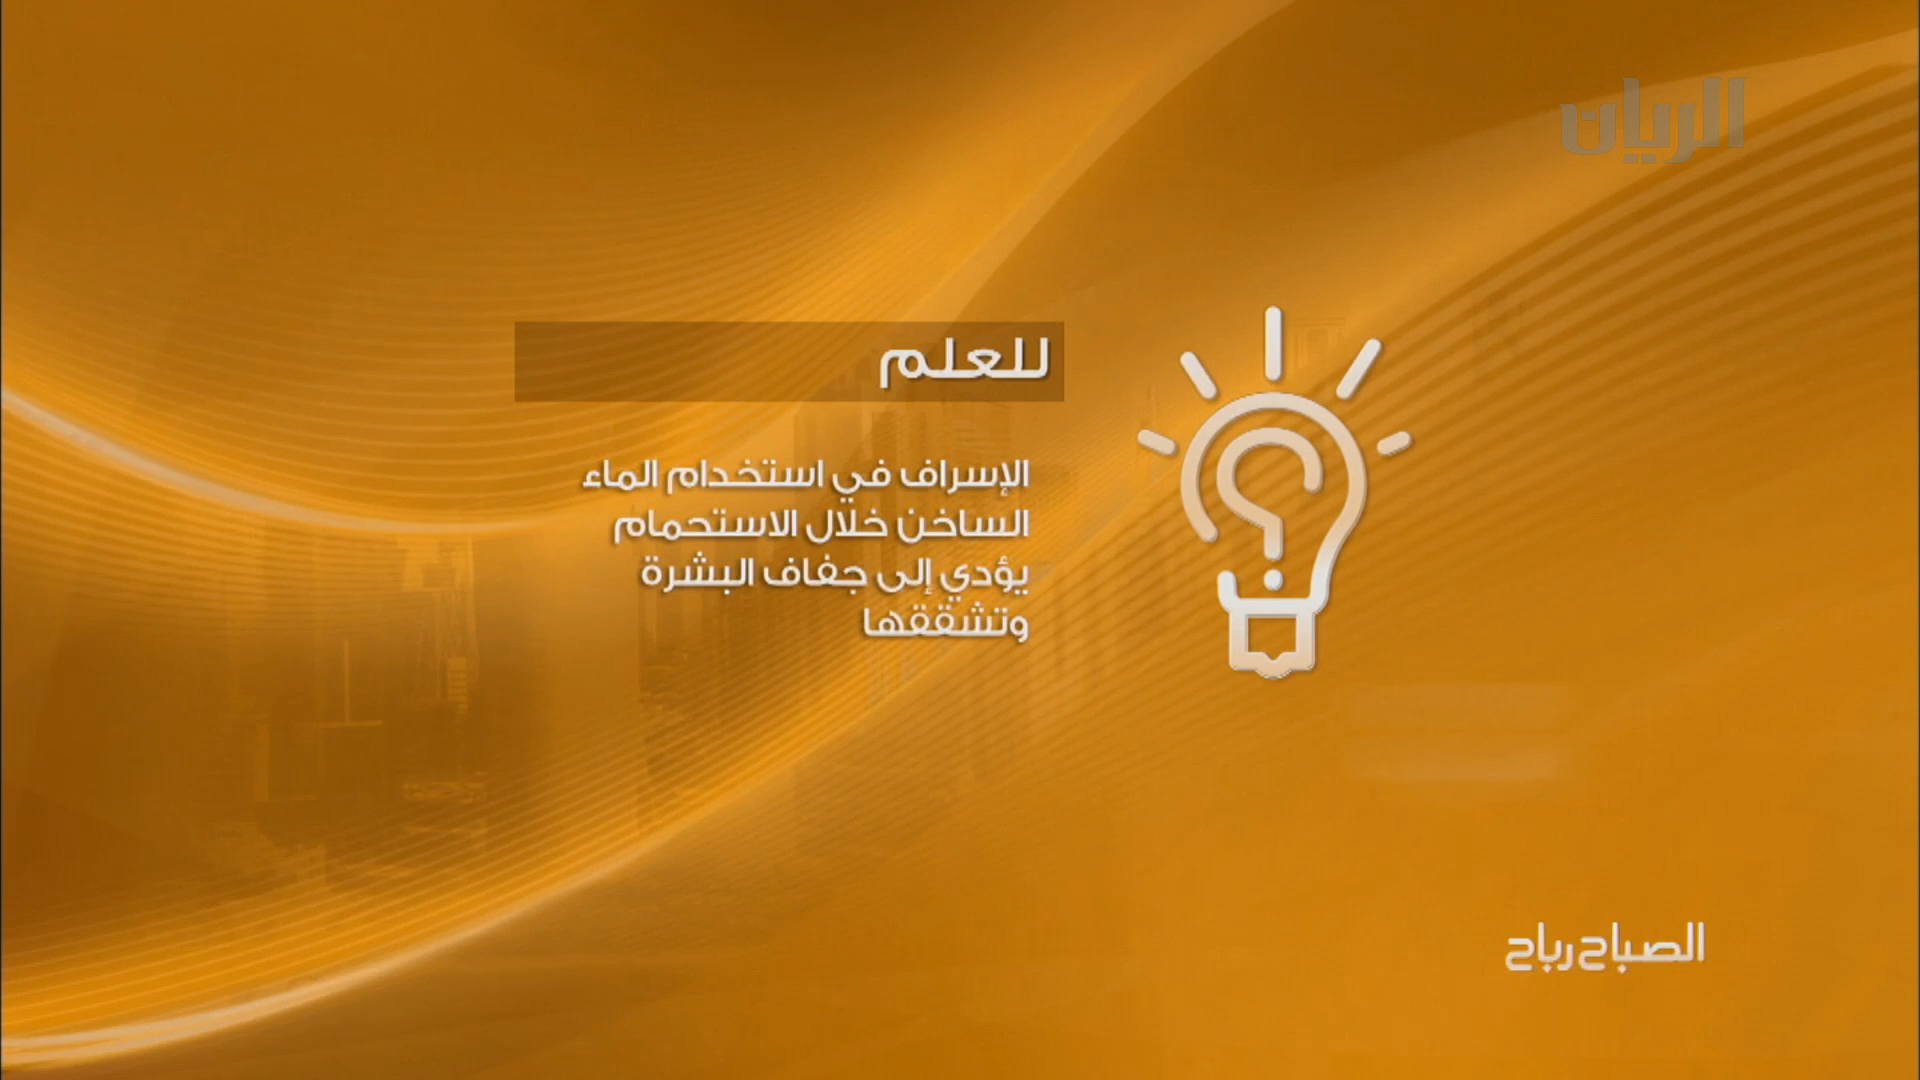 الريان
للعلم
الإسراف في استخدام الماء
الساخن خلال الاستحمام
يؤدي إلى جفاف البشرة
وتشققها
الصباح رباح